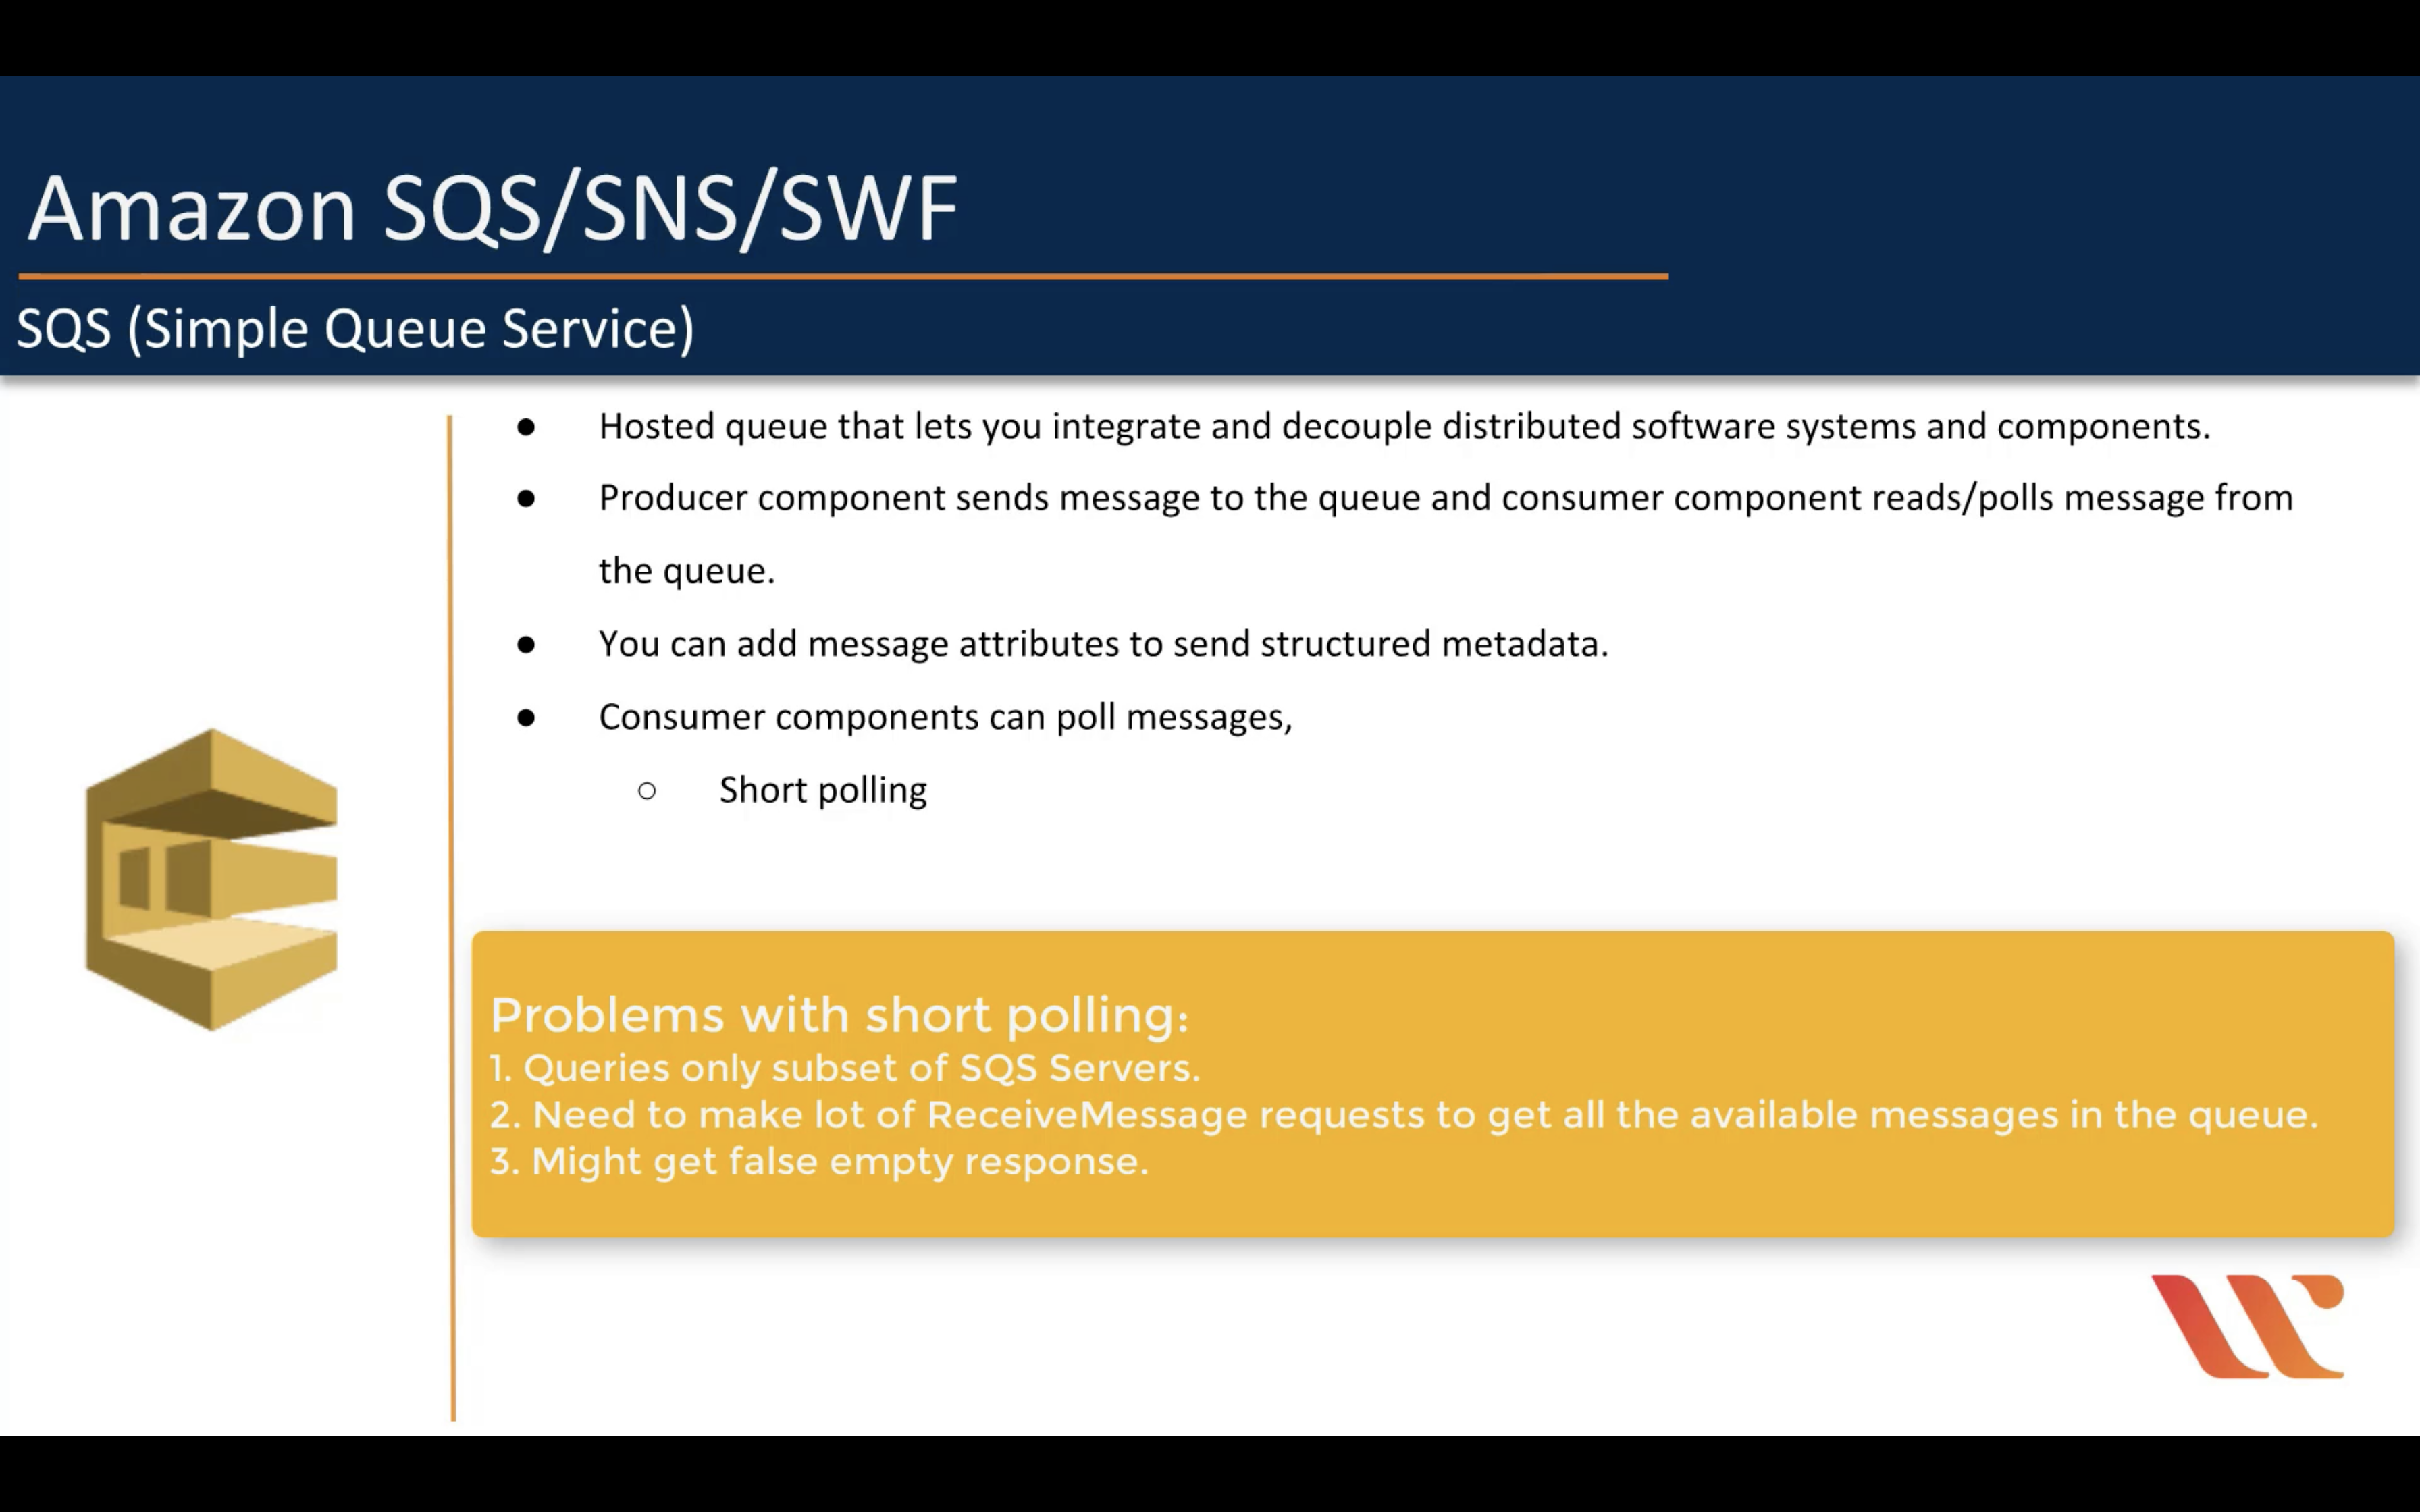 Amazon SQS/SNS/SWF
SQS (Simple Queue Service)
● Hosted queue that lets you integrate and decouple distributed software systems and components.
● Producer component sends message to the queue and consumer component reads/polls message from
the queue.
● You can add message attributes to send structured metadata.
● Consumer components can poll messages,
○ Short polling
Problems with short polling:
1. Queries only subset of SQS Servers.
2. Need to make lot of ReceiveMessage requests to get all the available messages in the queue.
3. Might get false empty response.